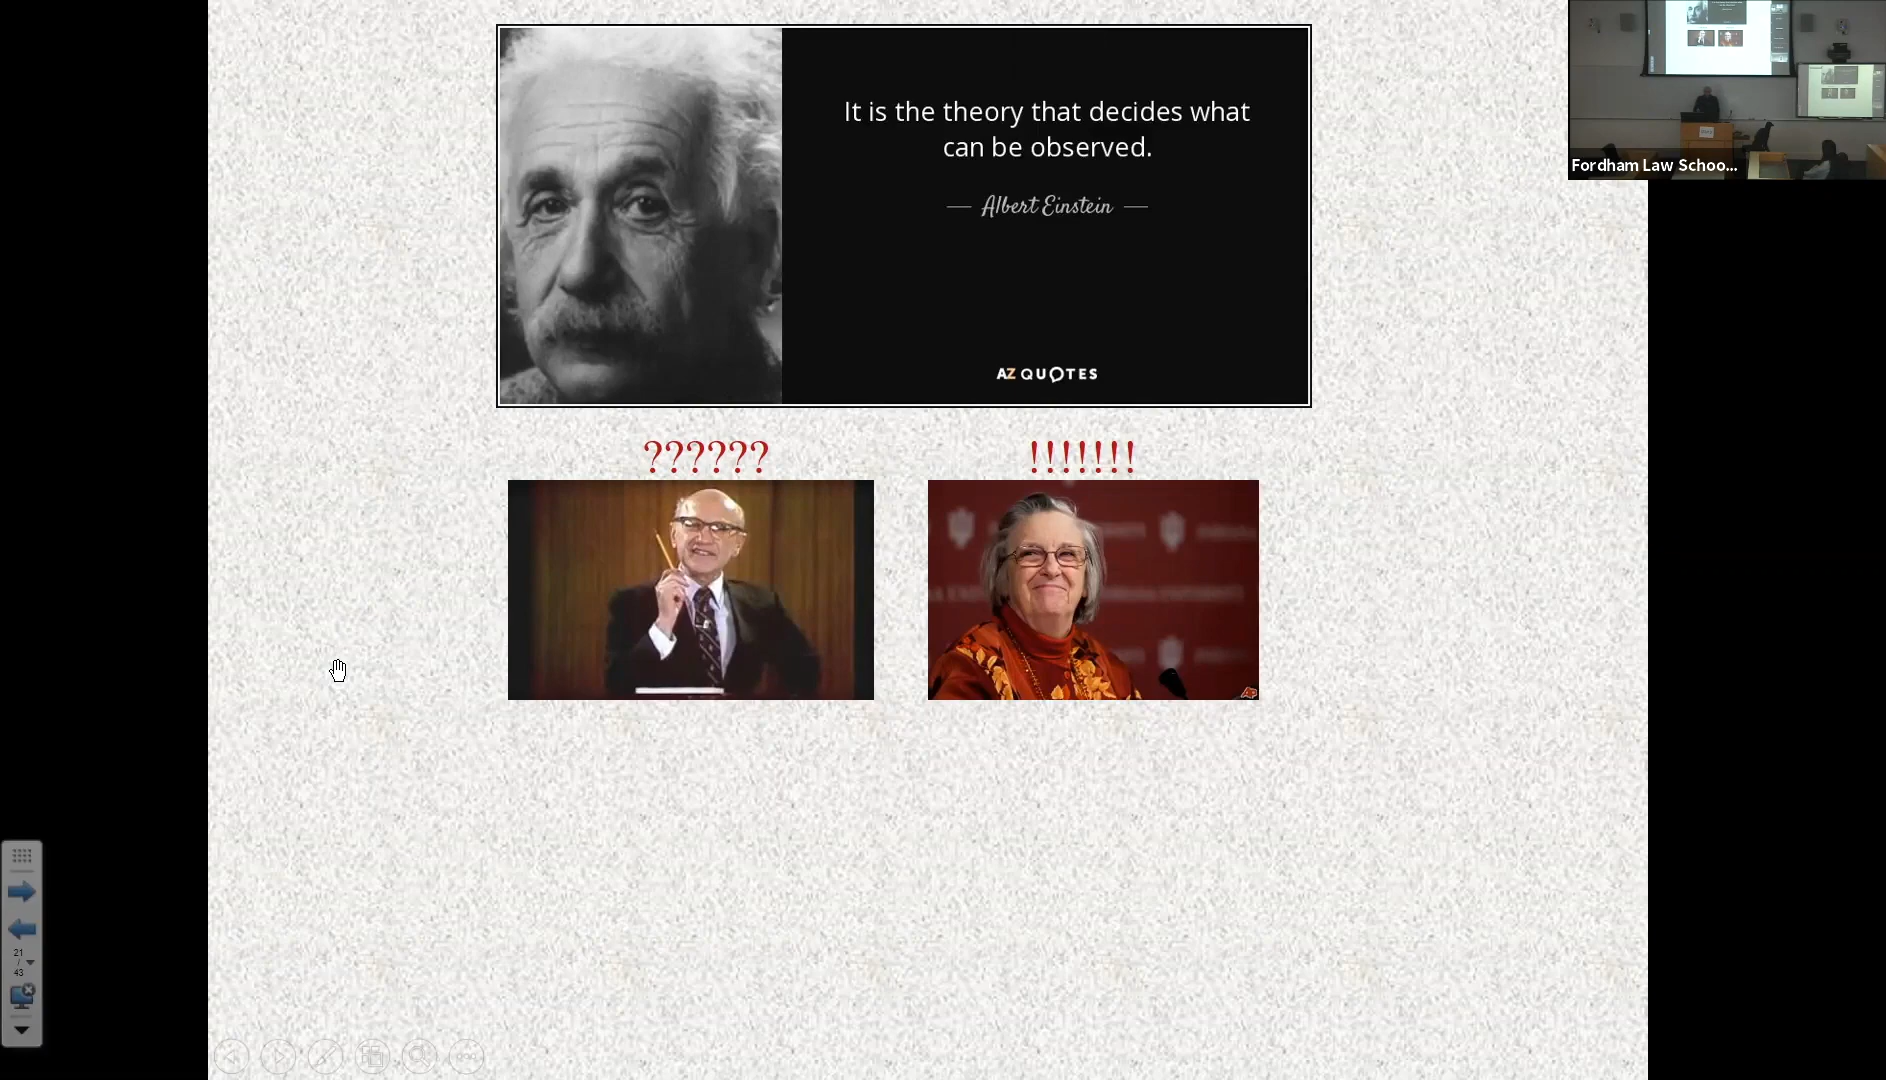 It is the theory that decides what
can be observed.
Albert Einstein
AZ QUOTES
Fordham Law Schoo...
??????
!!!!!!!
21
/
43